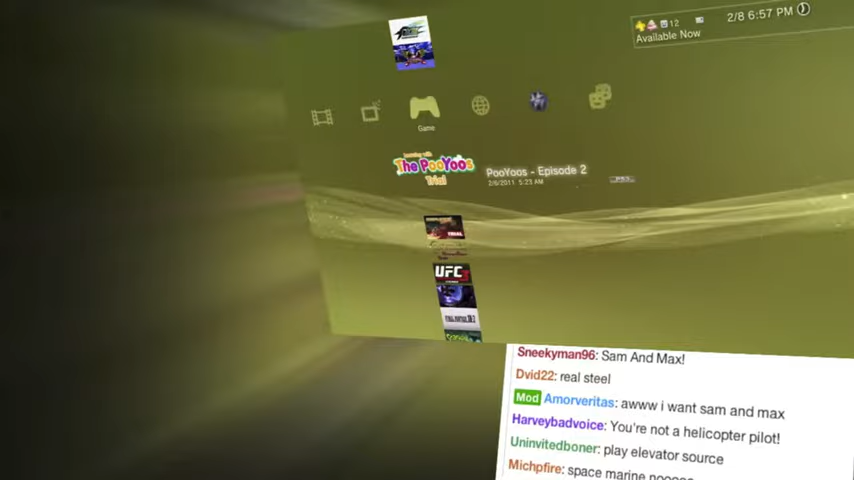 2/8 6:57 PM
12
Available Now
Game
The PooYoos
Trial
PooYoos - Episode 2
2/6/2011 5:23 AM
TRIAL
UFC
Sneekyman96: Sam And Max!
Dvid22: real steel
Mod Amorveritas: awww i want sam and max
Harveybadvoice: You're not a helicopter pilot!
Uninvitedboner: play elevator source
Michpfire: space marine